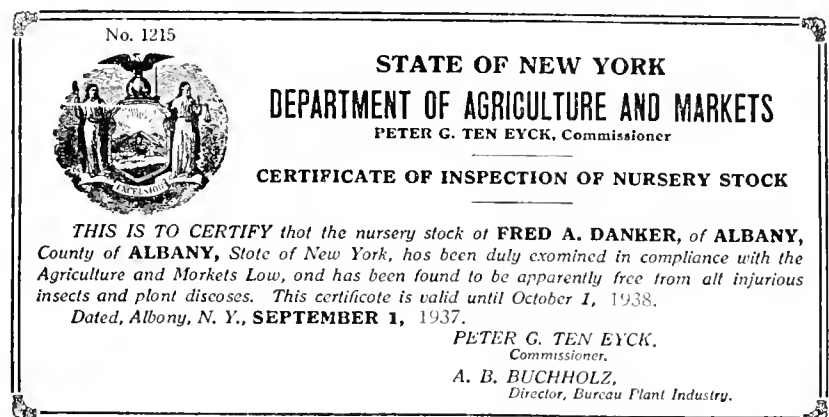 No. 1215
EXCELSIOR
STATE OF NEW YORK
DEPARTMENT OF AGRICULTURE AND MARKETS
PETER G. TEN EYCK, Commissioner
CERTIFICATE OF INSPECTION OF NURSERY STOCK
THIS IS TO CERTIFY that the nursery stock of FRED A. DANKER, of ALBANY,
County of ALBANY, State of New York, has been duly examined in compliance with the
Agriculture and Markets Law, and has been found to be apparently free from all injurious
insects and plant diseases. This certificate is valid until October 1, 1938.
Dated, Albany, N. Y., SEPTEMBER 1, 1937.
PETER G. TEN EYCK,
Commissioner.
A. B. BUCHHOLZ,
Director, Bureau Plant Industry.